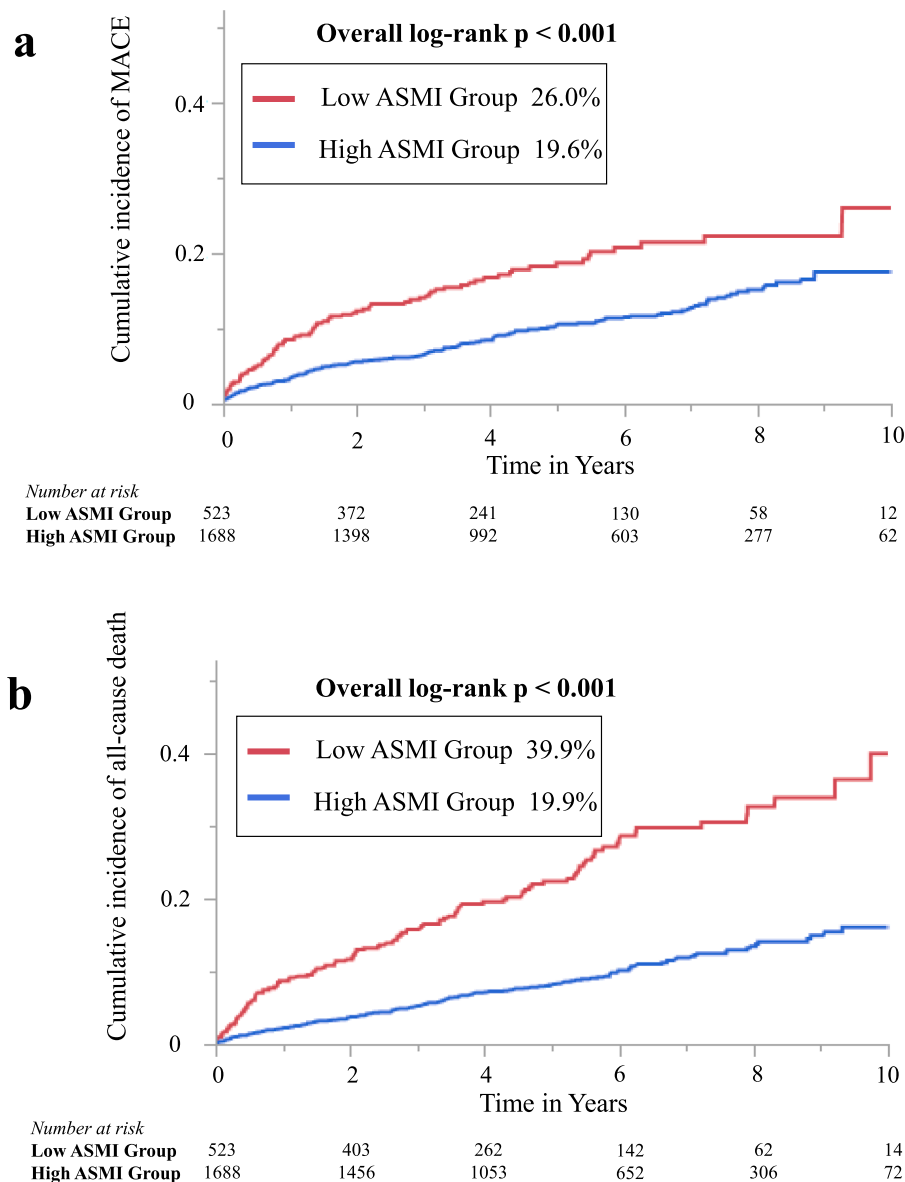 a
Overall log-rank p < 0.001
Cumulative incidence of MACE
Low ASMI Group 26.0%
High ASMI Group 19.6%
0.4
0.2
0
0 2 4 6 8 10
Time in Years
Number at risk
Low ASMI Group 523 372 241 130 58 12
High ASMI Group 1688 1398 992 603 277 62
b
Overall log-rank p < 0.001
Cumulative incidence of all-cause death
Low ASMI Group 39.9%
High ASMI Group 19.9%
0.4
0.2
0
0 2 4 6 8 10
Time in Years
Number at risk
Low ASMI Group 523 403 262 142 62 14
High ASMI Group 1688 1456 1053 652 306 72